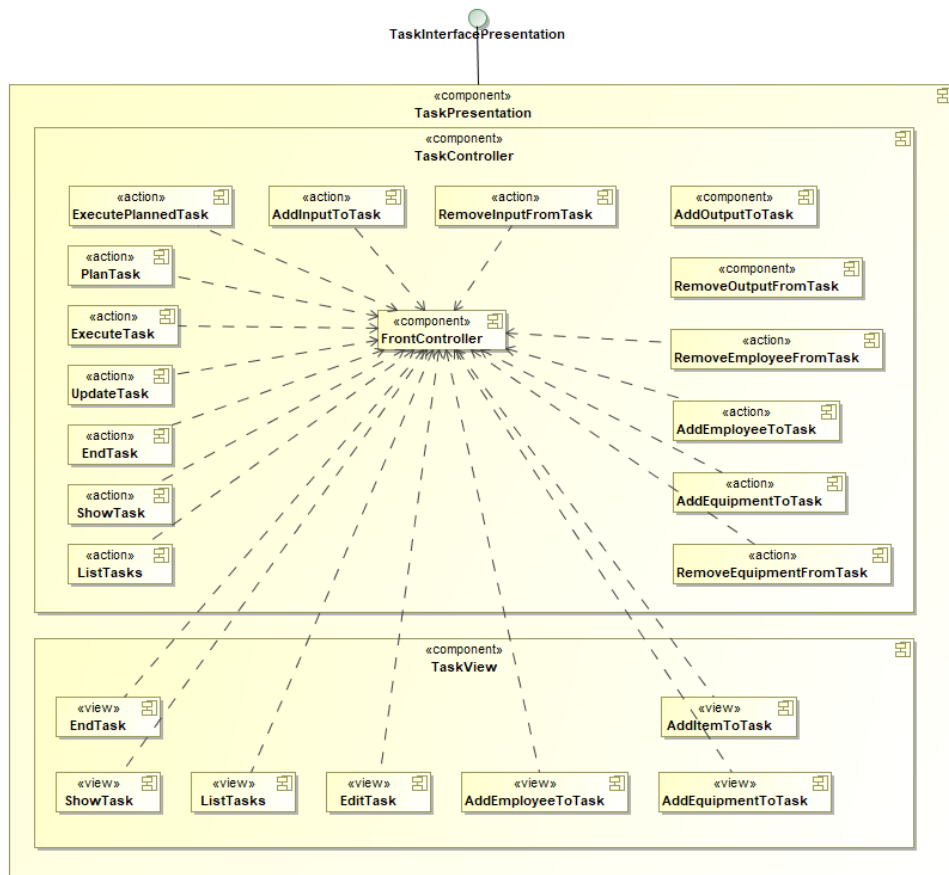 TaskInterfacePresentation
«component»
TaskPresentation
«component»
TaskController
«action»
ExecutePlannedTask
«action»
AddInputToTask
«action»
RemoveInputFromTask
«component»
AddOutputToTask
«action»
PlanTask
«component»
RemoveOutputFromTask
«action»
ExecuteTask
«component»
FrontController
«action»
RemoveEmployeeFromTask
«action»
UpdateTask
«action»
AddEmployeeToTask
«action»
EndTask
«action»
AddEquipmentToTask
«action»
ShowTask
«action»
ListTasks
«action»
RemoveEquipmentFromTask
«component»
TaskView
«view»
EndTask
«view»
AddItemToTask
«view»
ShowTask
«view»
ListTasks
«view»
EditTask
«view»
AddEmployeeToTask
«view»
AddEquipmentToTask